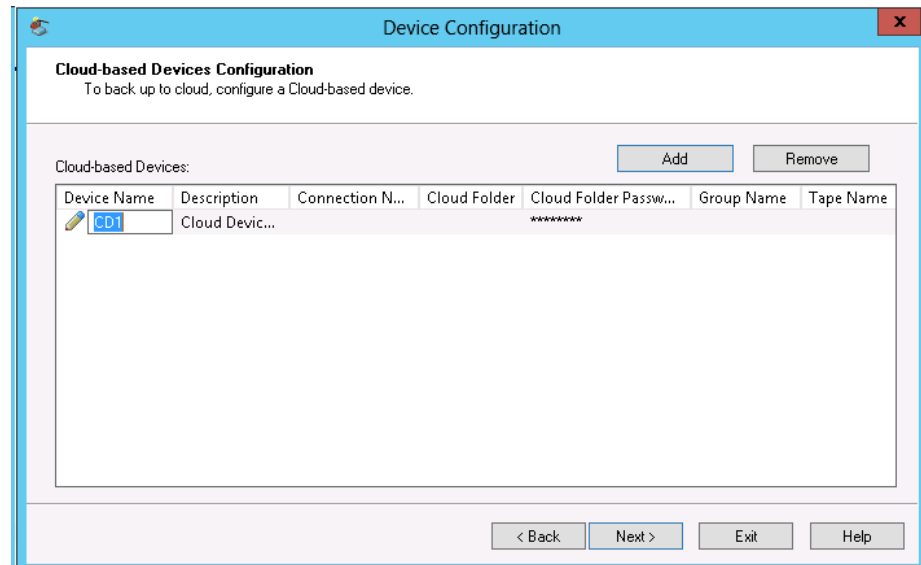 Device Configuration
x
Cloud-based Devices Configuration
To back up to cloud, configure a Cloud-based device.
Cloud-based Devices:
Add Remove
Device Name Description Connection N... Cloud Folder Cloud Folder Passw... Group Name Tape Name
CD1 Cloud Devic... ********
< Back Next > Exit Help